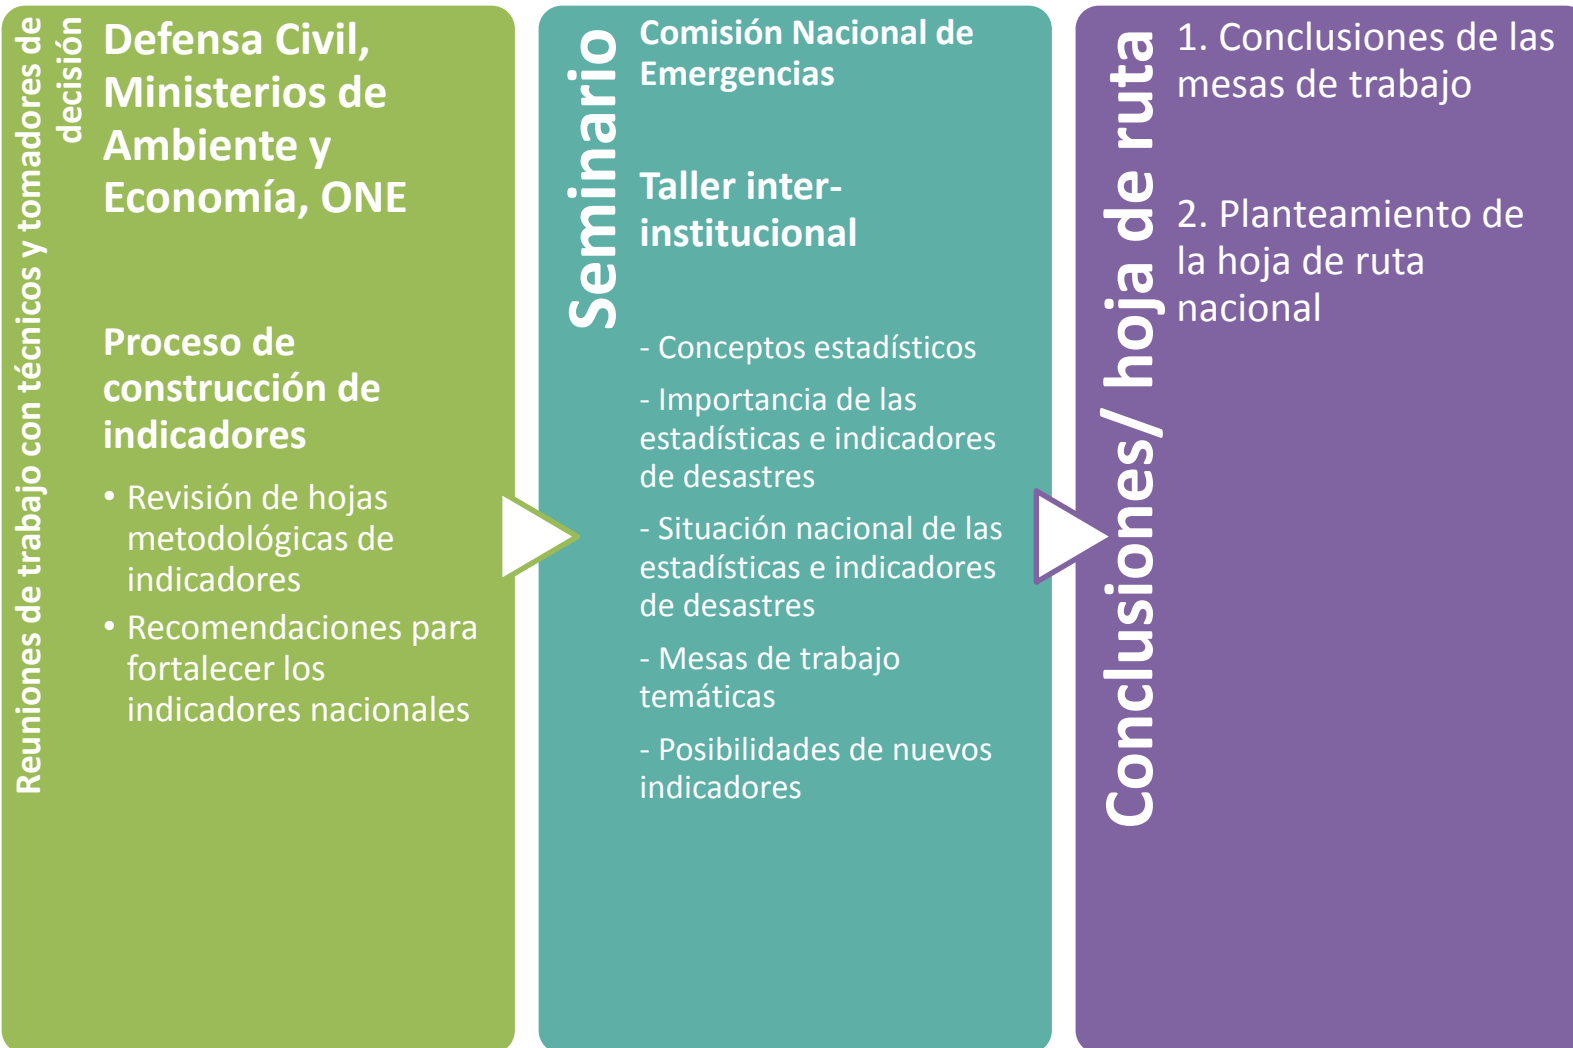 Reuniones de trabajo con técnicos y tomadores de
decisión
Defensa Civil,
Ministerios de
Ambiente y
Economía, ONE
Proceso de
construcción de
indicadores
• Revisión de hojas
metodológicas de
indicadores
• Recomendaciones para
fortalecer los
indicadores nacionales
Seminario
Comisión Nacional de
Emergencias
Taller inter-
institucional
- Conceptos estadísticos
- Importancia de las
estadísticas e indicadores
de desastres
- Situación nacional de las
estadísticas e indicadores
de desastres
- Mesas de trabajo
temáticas
- Posibilidades de nuevos
indicadores
Conclusiones/ hoja de ruta
1. Conclusiones de las
mesas de trabajo
2. Planteamiento de
la hoja de ruta
nacional